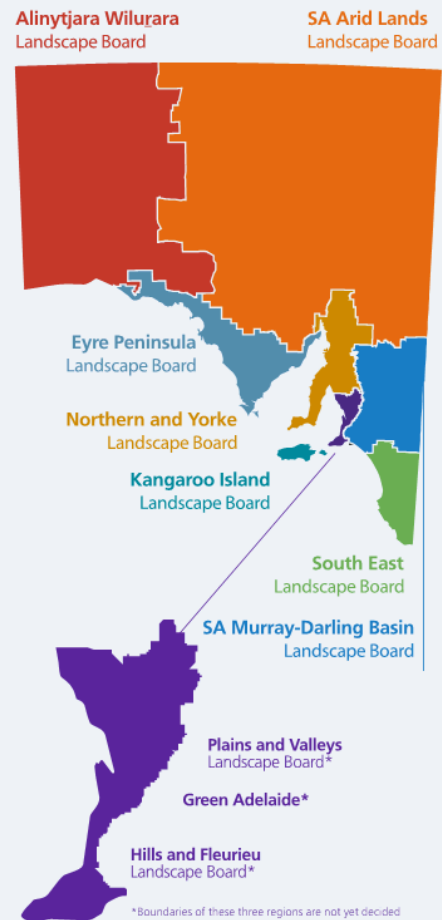 Alinytjara Wiluṟara
Landscape Board
SA Arid Lands
Landscape Board
Eyre Peninsula
Landscape Board
Northern and Yorke
Landscape Board
Kangaroo Island
Landscape Board
South East
Landscape Board
SA Murray-Darling Basin
Landscape Board
Plains and Valleys
Landscape Board*
Green Adelaide*
Hills and Fleurieu
Landscape Board*
*Boundaries of these three regions are not yet decided